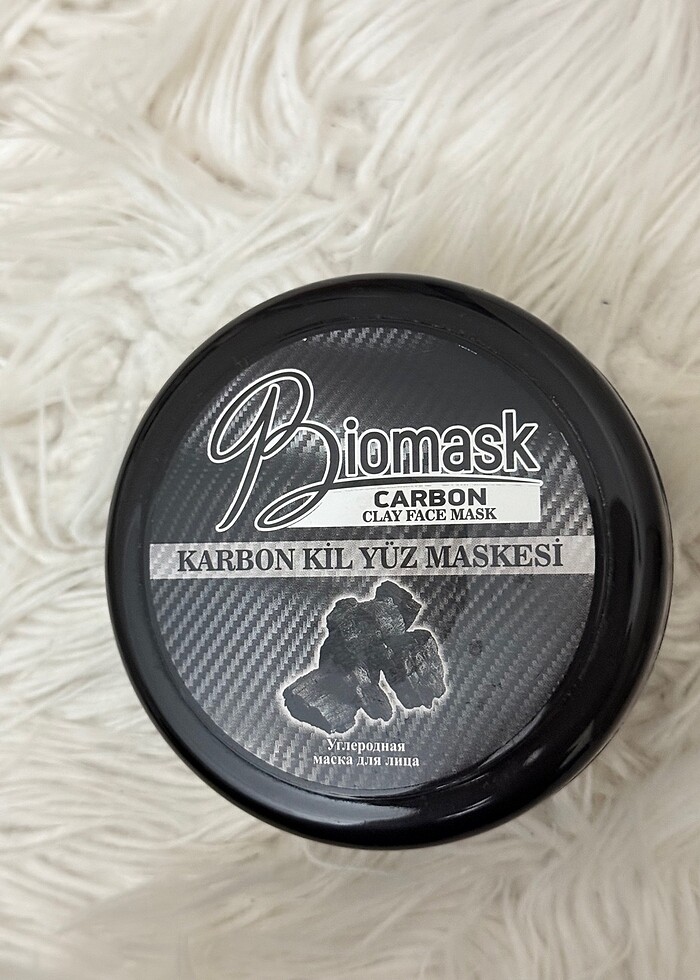 Biomask
CARBON
CLAY FACE MASK
KARBON KİL YÜZ MASKESİ
Углеродная
маска для лица